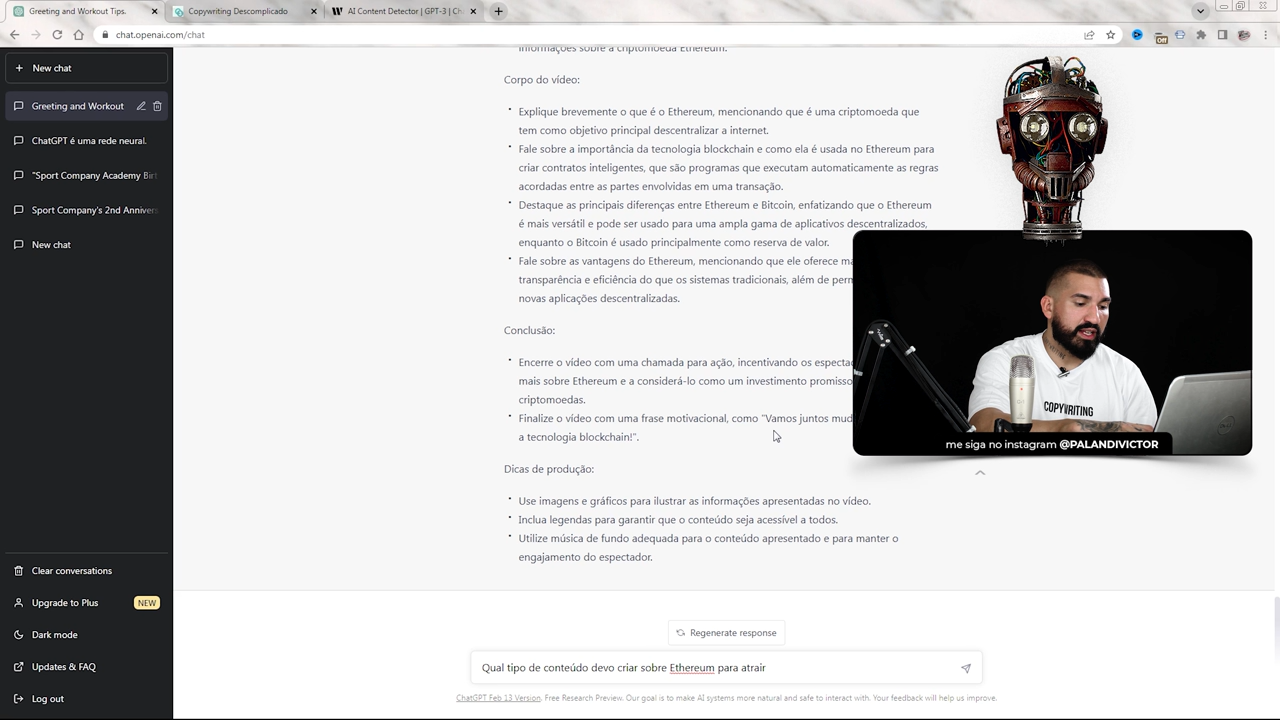 Greeting and Workout Tips.
Copywriting Descomplicado
AI Content Detector | GPT-3 | Ch
chat.openai.com/chat
Off
New chat
Greeting and Workout
ChatGPT é uma rede neural.
"Sport Company Academy Birt
Sport Company's 2nd Annivers
New chat
Clear conversations
Upgrade to Plus
NEW
Dark mode
Updates & FAQ
Log out
informações sobre a criptomoeda Ethereum.
Corpo do vídeo:
Explique brevemente o que é o Ethereum, mencionando que é uma criptomoeda que
tem como objetivo principal descentralizar a internet.
Fale sobre a importância da tecnologia blockchain e como ela é usada no Ethereum para
criar contratos inteligentes, que são programas que executam automaticamente as regras
acordadas entre as partes envolvidas em uma transação.
Destaque as principais diferenças entre Ethereum e Bitcoin, enfatizando que o Ethereum
é mais versátil e pode ser usado para uma ampla gama de aplicativos descentralizados,
enquanto o Bitcoin é usado principalmente como reserva de valor.
Fale sobre as vantagens do Ethereum, mencionando que ele oferece ma
transparência e eficiência do que os sistemas tradicionais, além de perm
novas aplicações descentralizadas.
Conclusão:
Encerre o vídeo com uma chamada para ação, incentivando os espectad
mais sobre Ethereum e a considerá-lo como um investimento promisso
criptomoedas.
Finalize o vídeo com uma frase motivacional, como "Vamos juntos mud
a tecnologia blockchain!".
Dicas de produção:
Use imagens e gráficos para ilustrar as informações apresentadas no vídeo.
Inclua legendas para garantir que o conteúdo seja acessível a todos.
Utilize música de fundo adequada para o conteúdo apresentado e para manter o
engajamento do espectador.
COPYWRITING
me siga no instagram @PALANDIVICTOR
Regenerate response
Qual tipo de conteúdo devo criar sobre Ethereum para atrair
ChatGPT Feb 13 Version. Free Research Preview. Our goal is to make AI systems more natural and safe to interact with. Your feedback will help us improve.